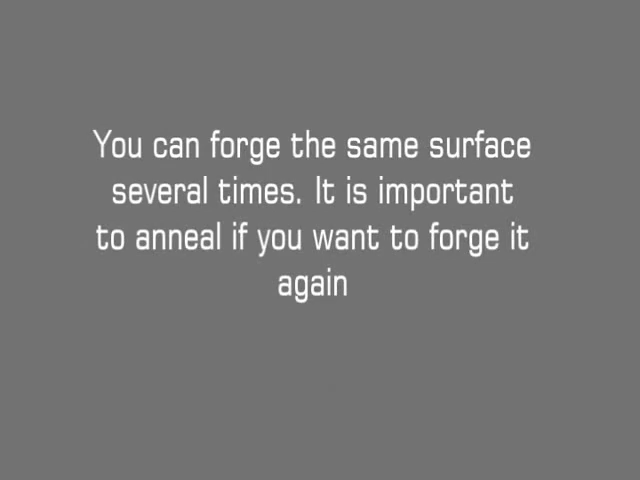 You can forge the same surface
several times. It is important
to anneal if you want to forge it
again